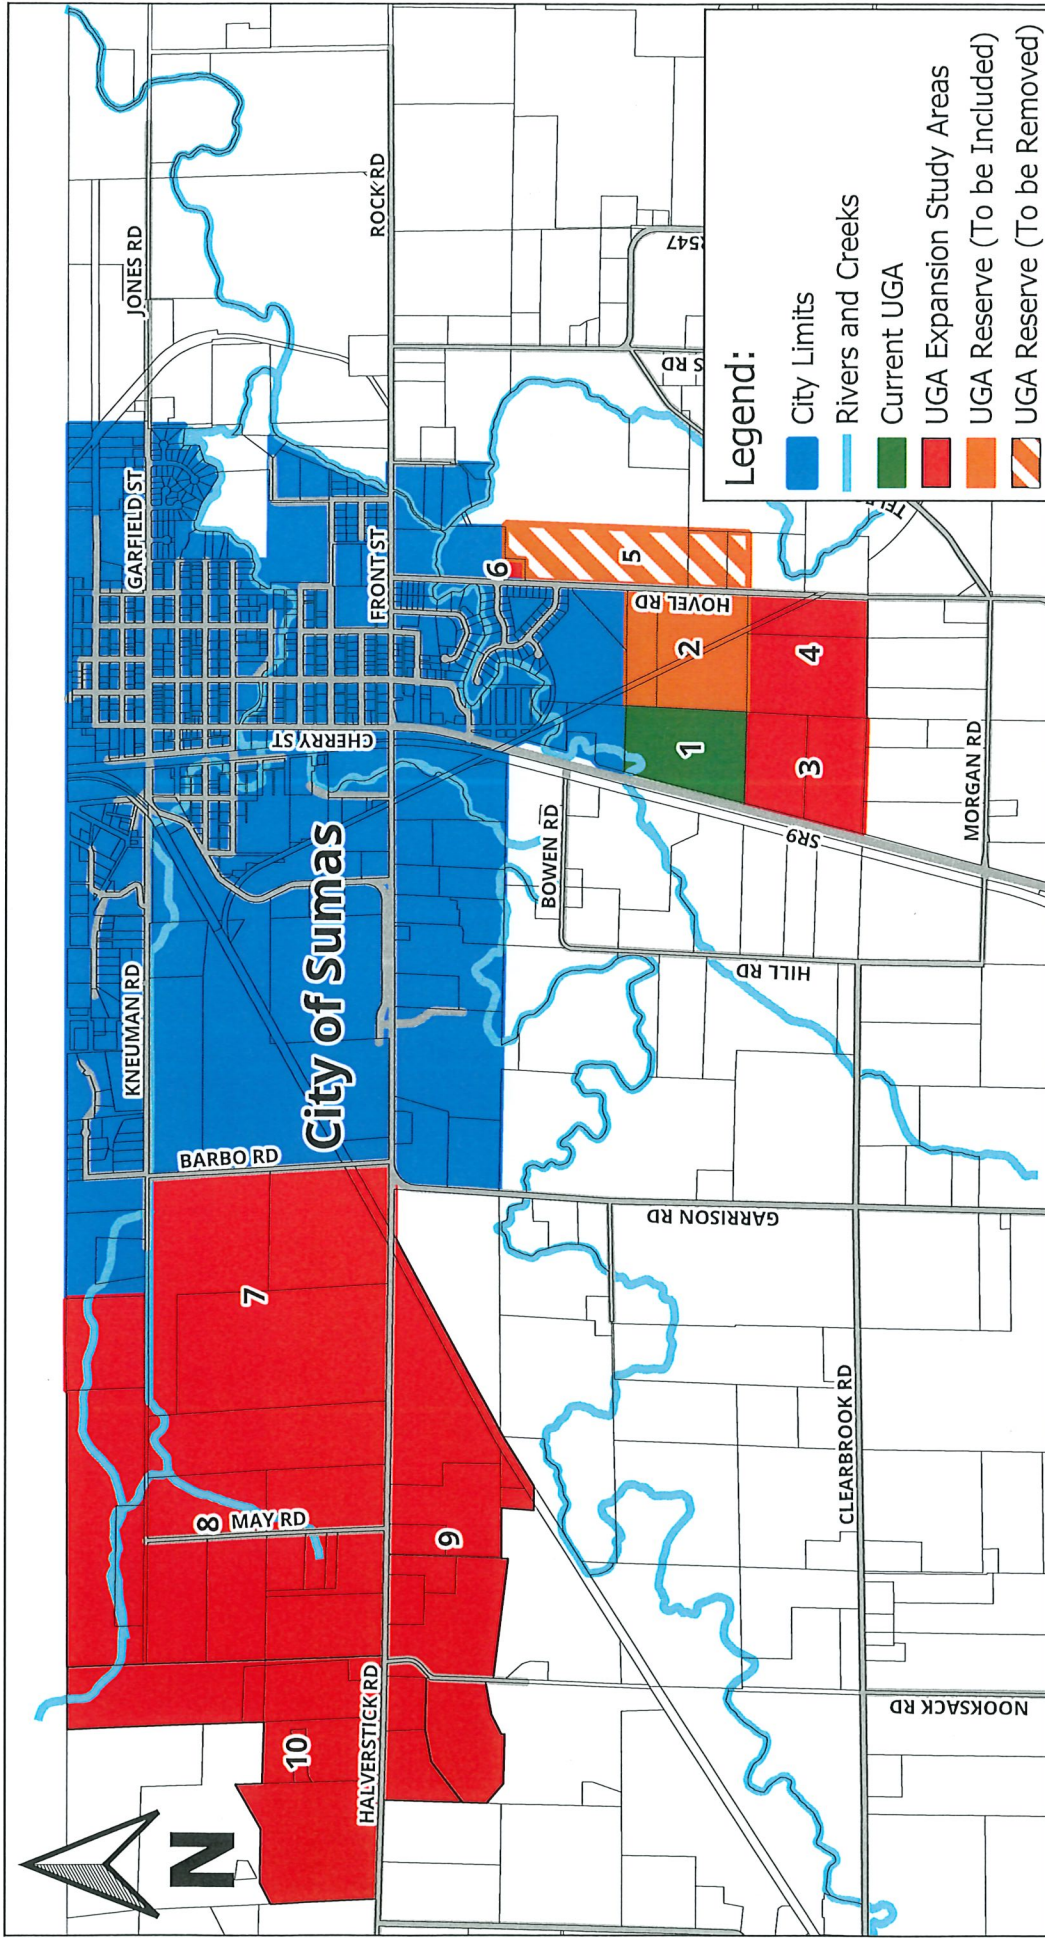 N
10
8
MAY RD
7
9
HALVERSTICK RD
BARBO RD
KNEUMAN RD
City of Sumas
GARFIELD ST
JONES RD
CHERRY ST
FRONT ST
ROCK RD
6
5
HOVEL RD
2
1
4
3
BOWEN RD
SR9
HILL RD
MORGAN RD
GARRISON RD
CLEARBROOK RD
NOOKSACK RD
S RD
547
Legend:
City Limits
Rivers and Creeks
Current UGA
UGA Expansion Study Areas
UGA Reserve (To be Included)
UGA Reserve (To be Removed)